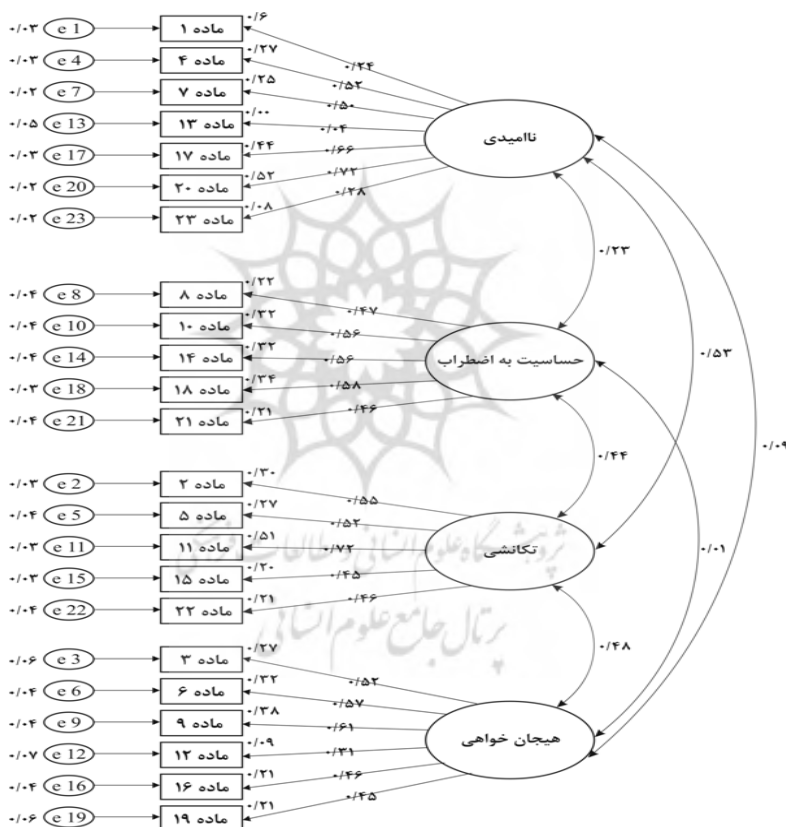 ۰/۰۳ e 1 ماده ۱ ۰/۶ ۰/۲۴
۰/۰۳ e 4 ماده ۴ ۰/۲۷ ۰/۵۲
۰/۰۲ e 7 ماده ۷ ۰/۲۵ ۰/۵۰
۰/۰۵ e 13 ماده ۱۳ ۰/۰۰ ۰/۰۴
۰/۰۳ e 17 ماده ۱۷ ۰/۴۴ ۰/۶۶
۰/۰۲ e 20 ماده ۲۰ ۰/۵۲ ۰/۷۲
۰/۰۲ e 23 ماده ۲۳ ۰/۰۸ ۰/۲۸
ناامیدی
۰/۲۳
۰/۰۴ e 8 ماده ۸ ۰/۲۲ ۰/۴۷
۰/۰۴ e 10 ماده ۱۰ ۰/۳۲ ۰/۵۶
۰/۰۴ e 14 ماده ۱۴ ۰/۳۲ ۰/۵۶
۰/۰۳ e 18 ماده ۱۸ ۰/۳۴ ۰/۵۸
۰/۰۴ e 21 ماده ۲۱ ۰/۲۱ ۰/۴۶
حساسیت به اضطراب
۰/۵۳
۰/۰۹
۰/۴۴
۰/۰۳ e 2 ماده ۲ ۰/۳۰ ۰/۵۵
۰/۰۴ e 5 ماده ۵ ۰/۲۷ ۰/۵۲
۰/۰۳ e 11 ماده ۱۱ ۰/۵۱ ۰/۷۲
۰/۰۳ e 15 ماده ۱۵ ۰/۲۰ ۰/۴۵
۰/۰۴ e 22 ماده ۲۲ ۰/۲۱ ۰/۴۶
تکانشی
۰/۰۱
پژوهشگاه علوم انسانی و مطالعات فرهنگی
پرتال جامع علوم انسانی
۰/۴۸
۰/۰۶ e 3 ماده ۳ ۰/۲۷ ۰/۵۲
۰/۰۴ e 6 ماده ۶ ۰/۳۲ ۰/۵۷
۰/۰۴ e 9 ماده ۹ ۰/۳۸ ۰/۶۱
۰/۰۷ e 12 ماده ۱۲ ۰/۰۹ ۰/۳۱
۰/۰۴ e 16 ماده ۱۶ ۰/۲۱ ۰/۴۶
۰/۰۶ e 19 ماده ۱۹ ۰/۲۱ ۰/۴۵
هیجان خواهی